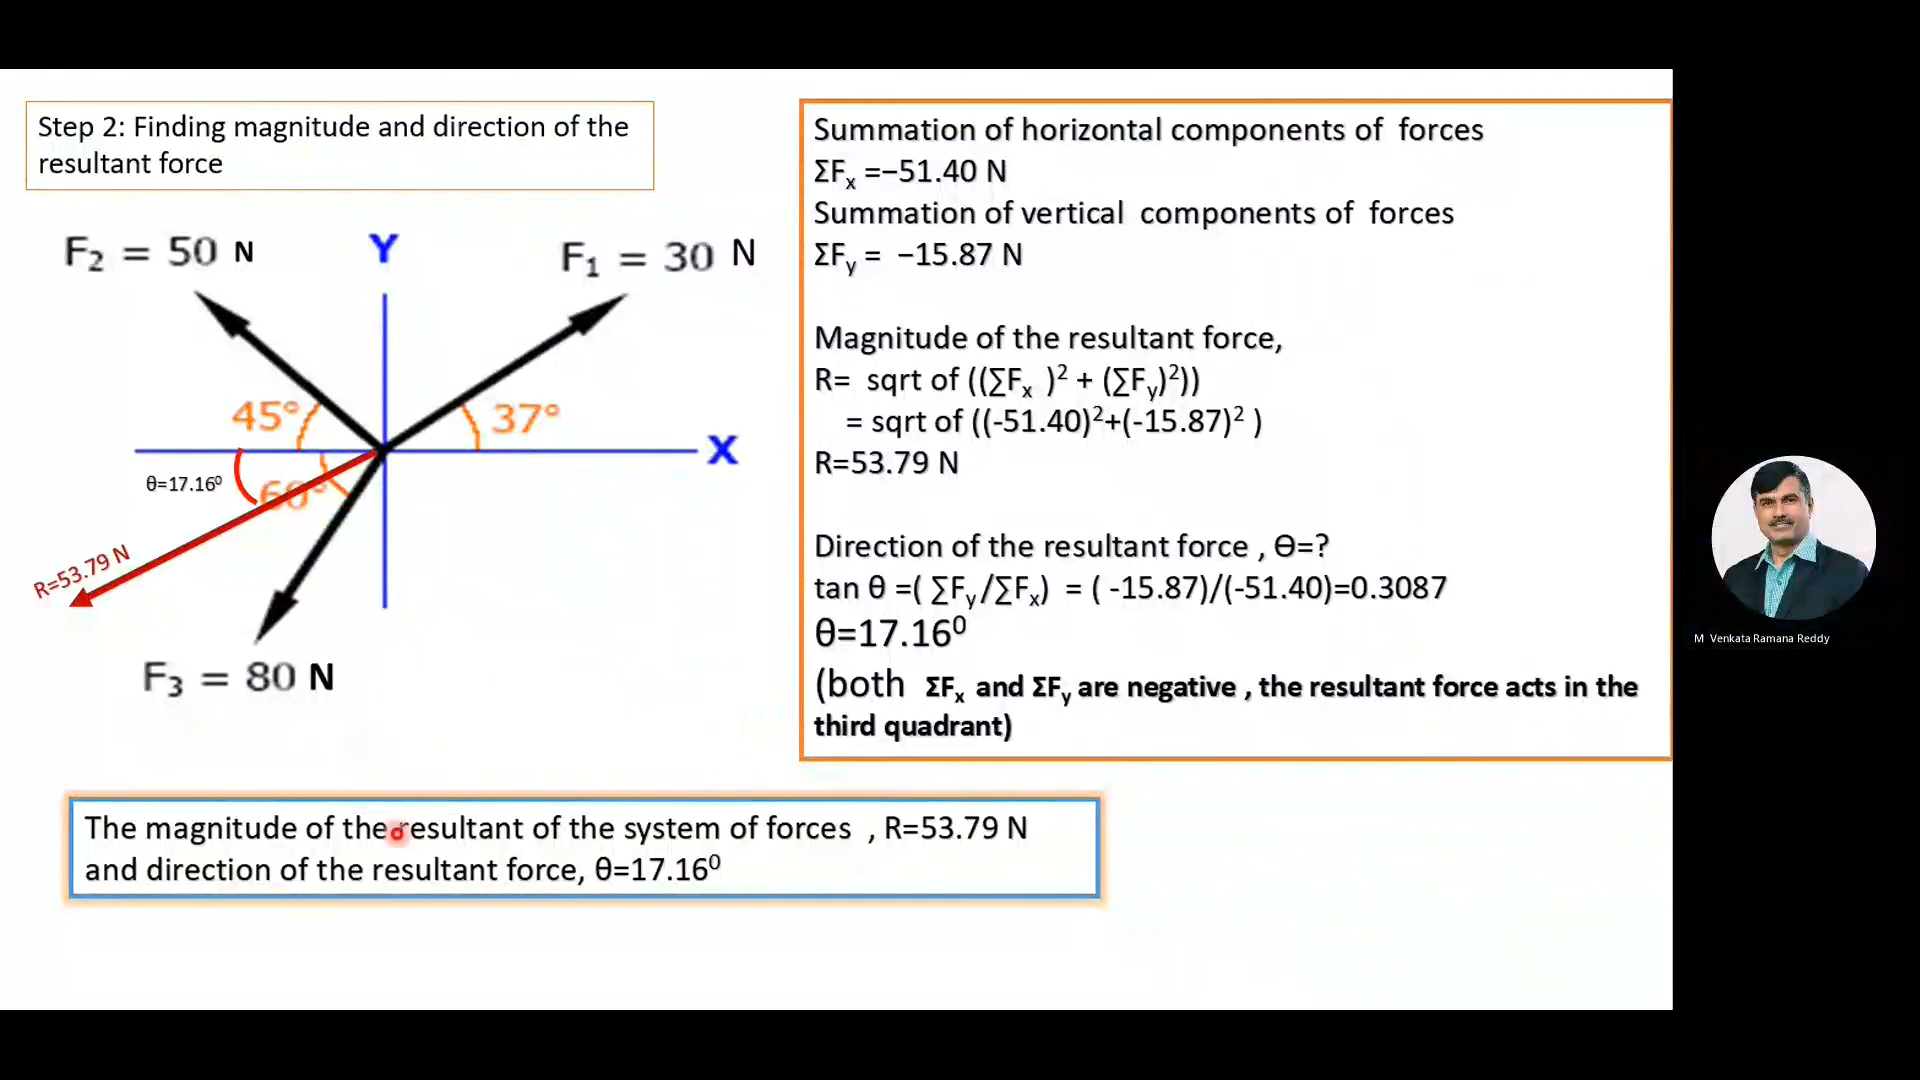 Step 2: Finding magnitude and direction of the
resultant force
F₂ = 50 N
Y
F₁ = 30 N
45°
37°
X
θ=17.16⁰
60°
R=53.79 N
F₃ = 80 N
Summation of horizontal components of forces
ΣFₓ =−51.40 N
Summation of vertical components of forces
ΣFy = −15.87 N
Magnitude of the resultant force,
R= sqrt of ((∑Fₓ )² + (∑Fy)²))
= sqrt of ((-51.40)²+(-15.87)² )
R=53.79 N
Direction of the resultant force , Ө=?
tan θ =( ∑Fy/∑Fₓ) = ( -15.87)/(-51.40)=0.3087
θ=17.16⁰
(both ΣFₓ and ΣFy are negative , the resultant force acts in the
third quadrant)
The magnitude of the resultant of the system of forces , R=53.79 N
and direction of the resultant force, θ=17.16⁰
M Venkata Ramana Reddy